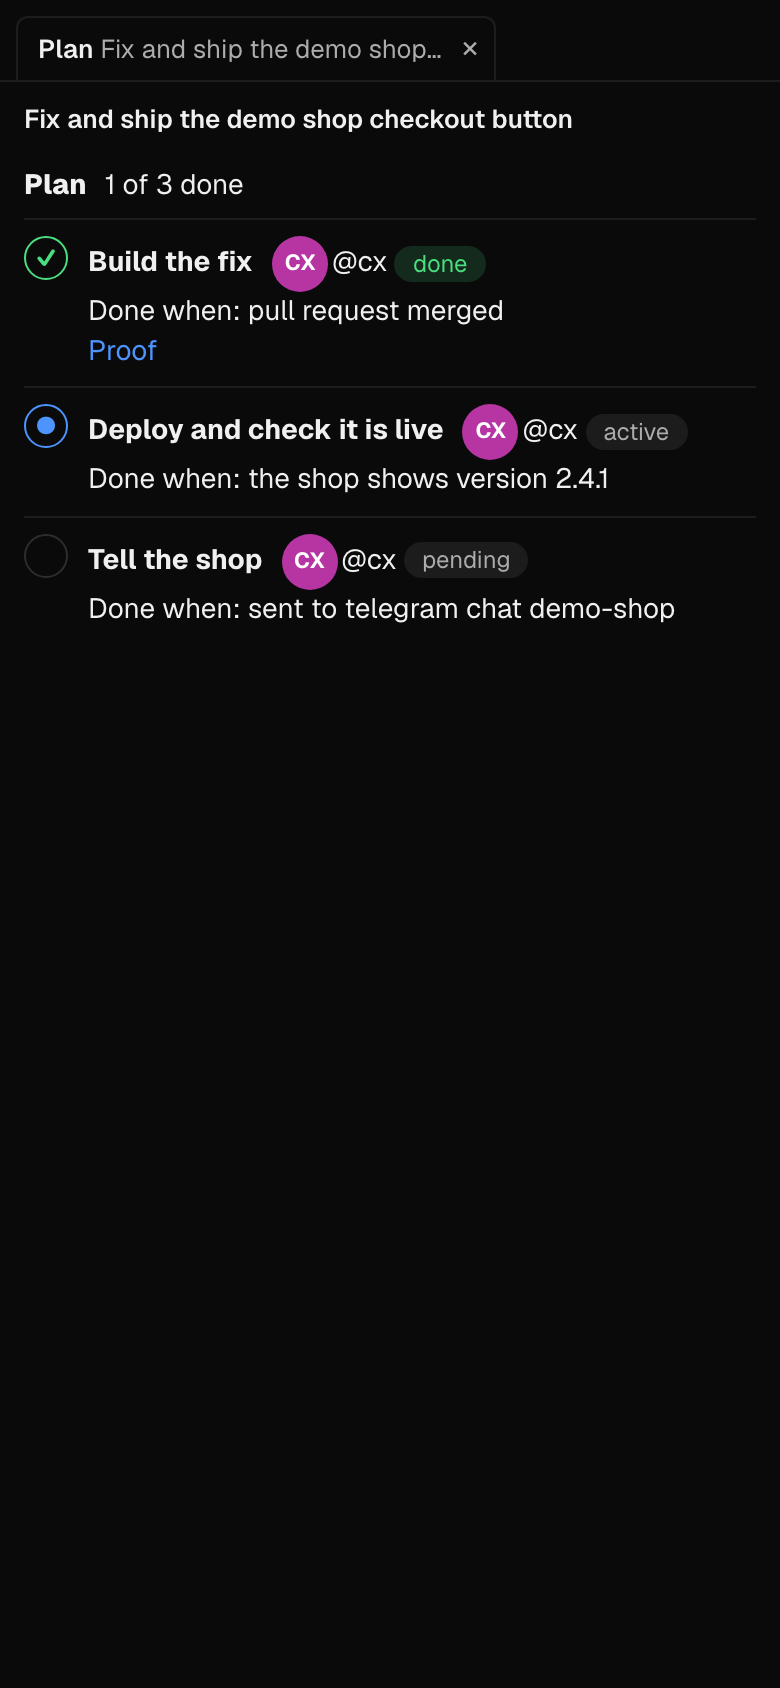 Plan Fix and ship the demo shop... ×
Fix and ship the demo shop checkout button
Plan 1 of 3 done
Build the fix CX @cx done
Done when: pull request merged
Proof
Deploy and check it is live CX @cx active
Done when: the shop shows version 2.4.1
Tell the shop CX @cx pending
Done when: sent to telegram chat demo-shop